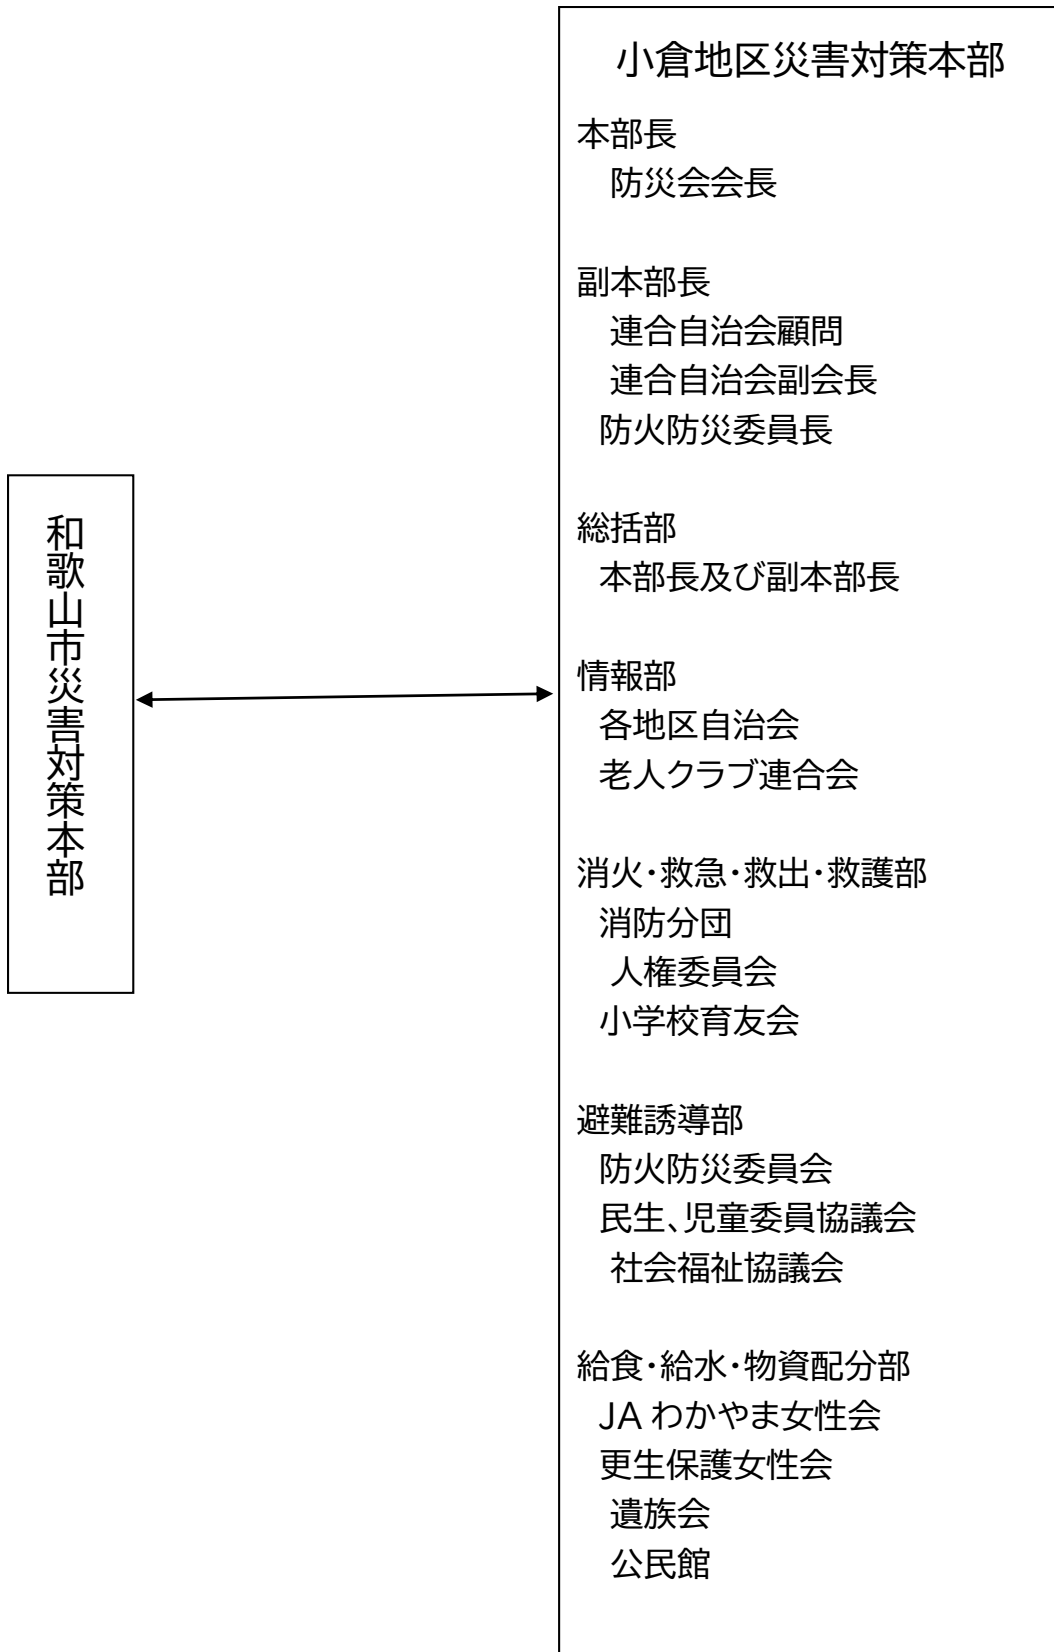 小倉地区災害対策本部
本部長
防災会会長
副本部長
連合自治会顧問
連合自治会副会長
防火防災委員長
総括部
本部長及び副本部長
情報部
各地区自治会
老人クラブ連合会
消火・救急・救出・救護部
消防分団
人権委員会
小学校育友会
避難誘導部
防火防災委員会
民生、児童委員協議会
社会福祉協議会
給食・給水・物資配分部
JA わかやま女性会
更生保護女性会
遺族会
公民館
和歌山市災害対策本部